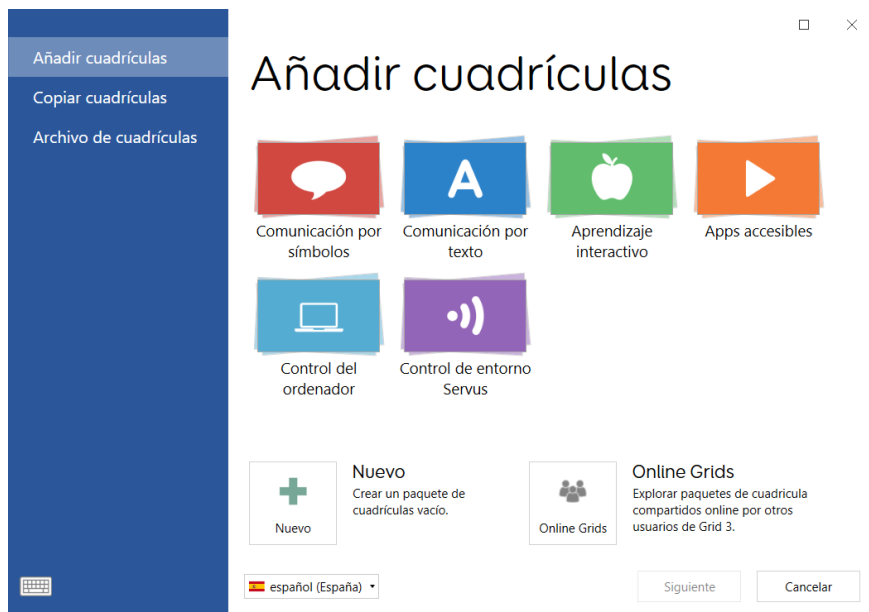 Añadir cuadrículas
Copiar cuadrículas
Archivo de cuadrículas
Añadir cuadrículas
Comunicación por
símbolos
A
Comunicación por
texto
Aprendizaje
interactivo
Apps accesibles
Control del
ordenador
Control de entorno
Servus
Nuevo
Nuevo
Crear un paquete de
cuadrículas vacío.
Online Grids
Online Grids
Explorar paquetes de cuadricula
compartidos online por otros
usuarios de Grid 3.
español (España)
Siguiente
Cancelar